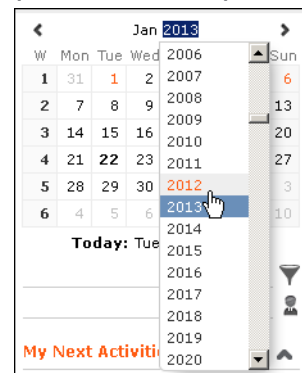 Jan 2013
W Mon Tue Wed Sun
1 31 1 2 6
2 7 8 9 13
3 14 15 16 20
4 21 22 23 27
5 28 29 30 3
6 4 5 6 10
2006
2007
2008
2009
2010
2011
2012
2013
2014
2015
2016
2017
2018
2019
2020
Today: Tue
My Next Activiti